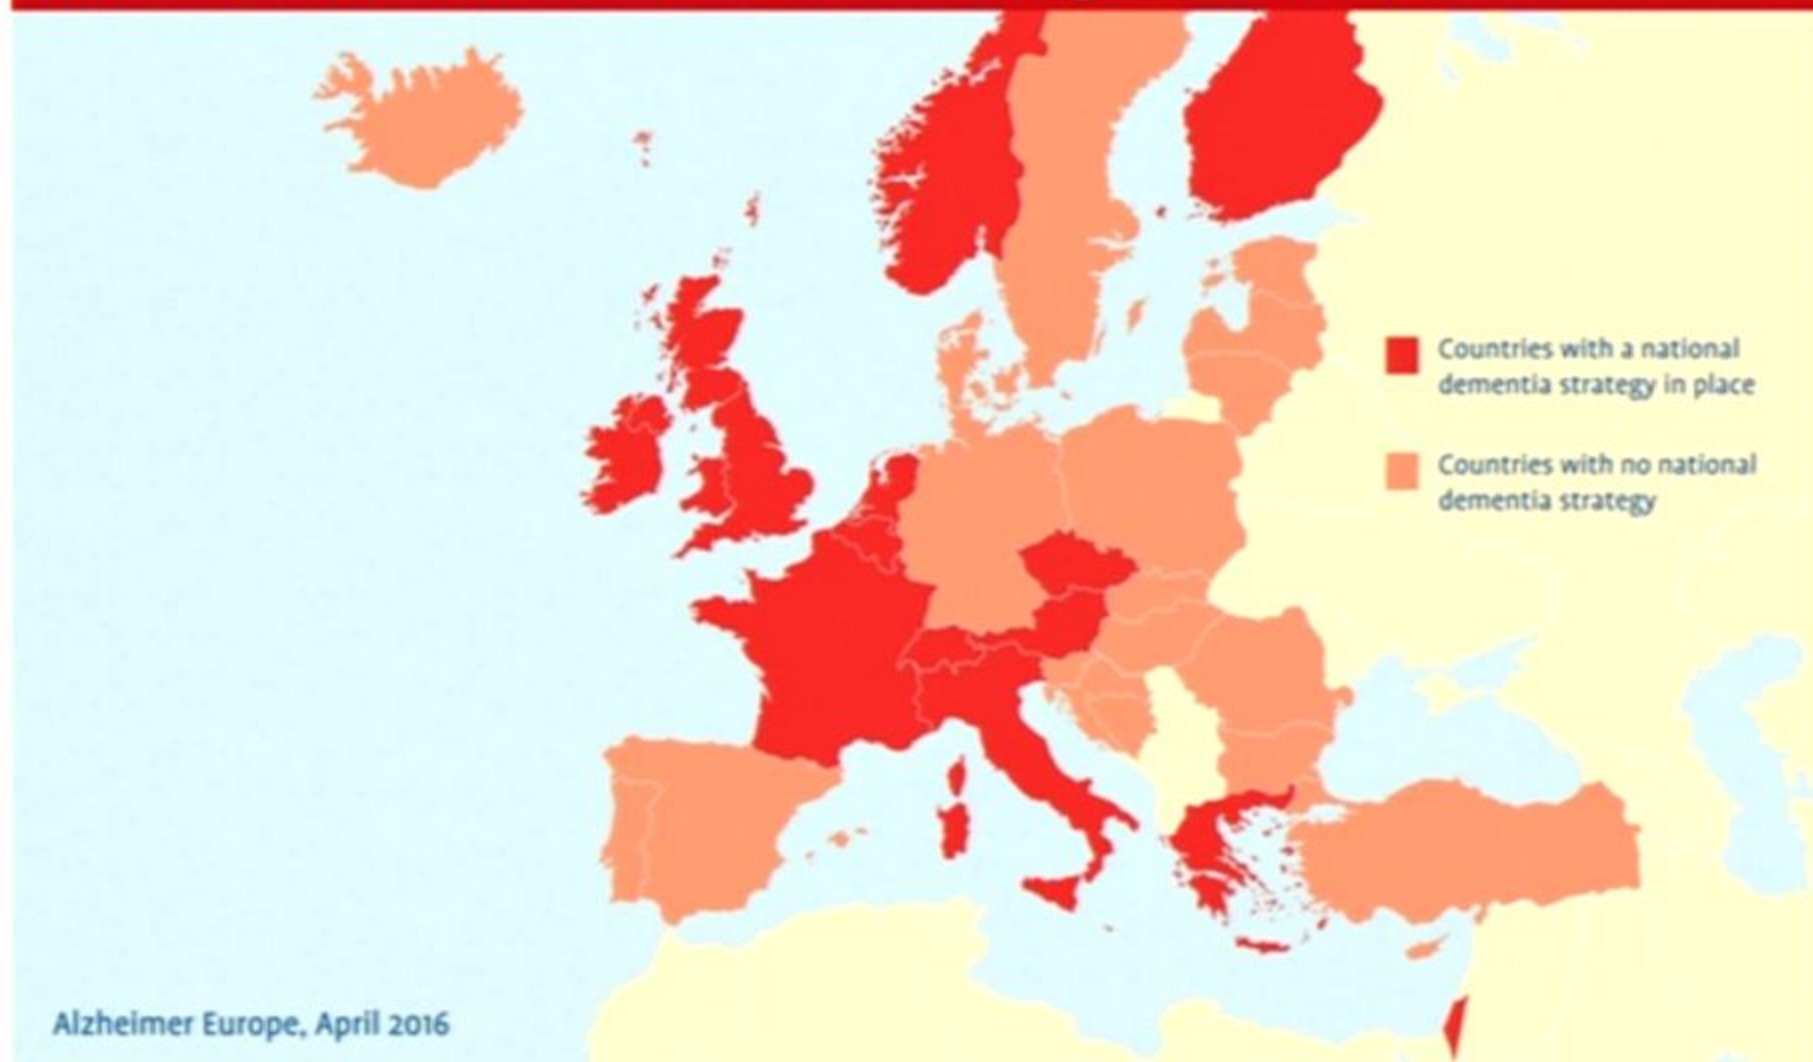 Countries with a national
dementia strategy in place
Countries with no national
dementia strategy
Alzheimer Europe, April 2016